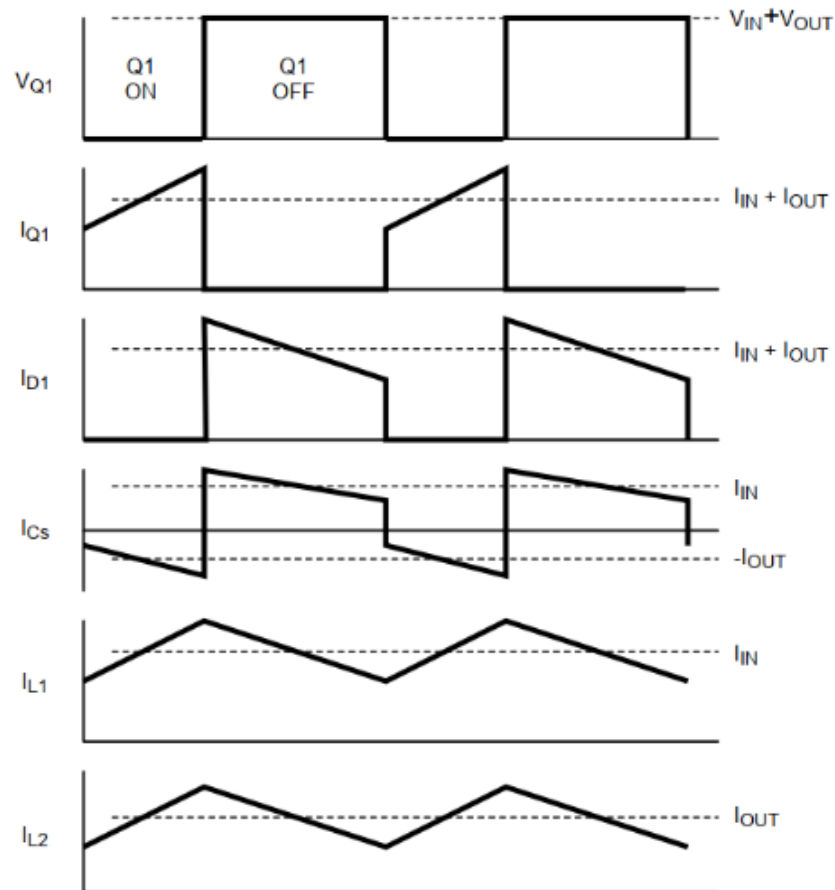 VIN+VOUT
VQ1
Q1
ON
Q1
OFF
IQ1
IIN + IOUT
ID1
IIN + IOUT
ICs
IIN
-IOUT
IL1
IIN
IL2
IOUT